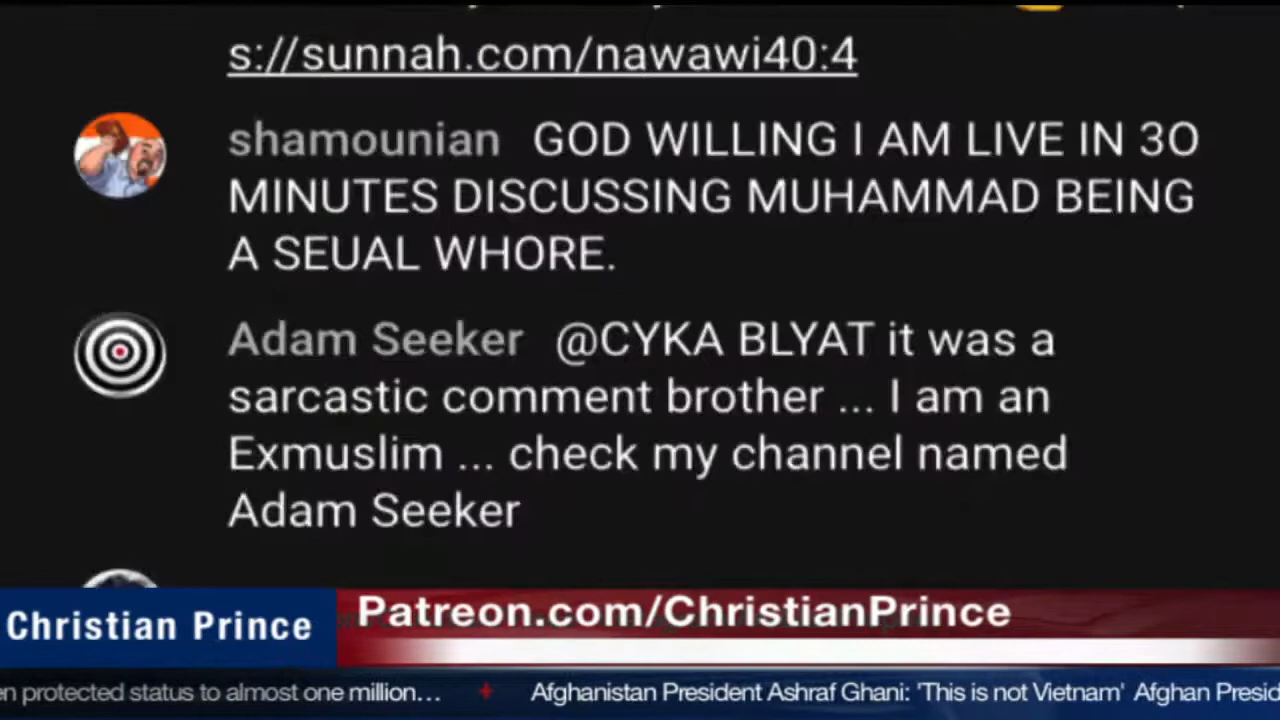 s://sunnah.com/nawawi40:4
shamounian GOD WILLING I AM LIVE IN 3O
MINUTES DISCUSSING MUHAMMAD BEING
A SEUAL WHORE.
Adam Seeker @CYKA BLYAT it was a
sarcastic comment brother ... I am an
Exmuslim ... check my channel named
Adam Seeker
Christian Prince
Patreon.com/ChristianPrince
en protected status to almost one million... Afghanistan President Ashraf Ghani: 'This is not Vietnam' Afghan Presid